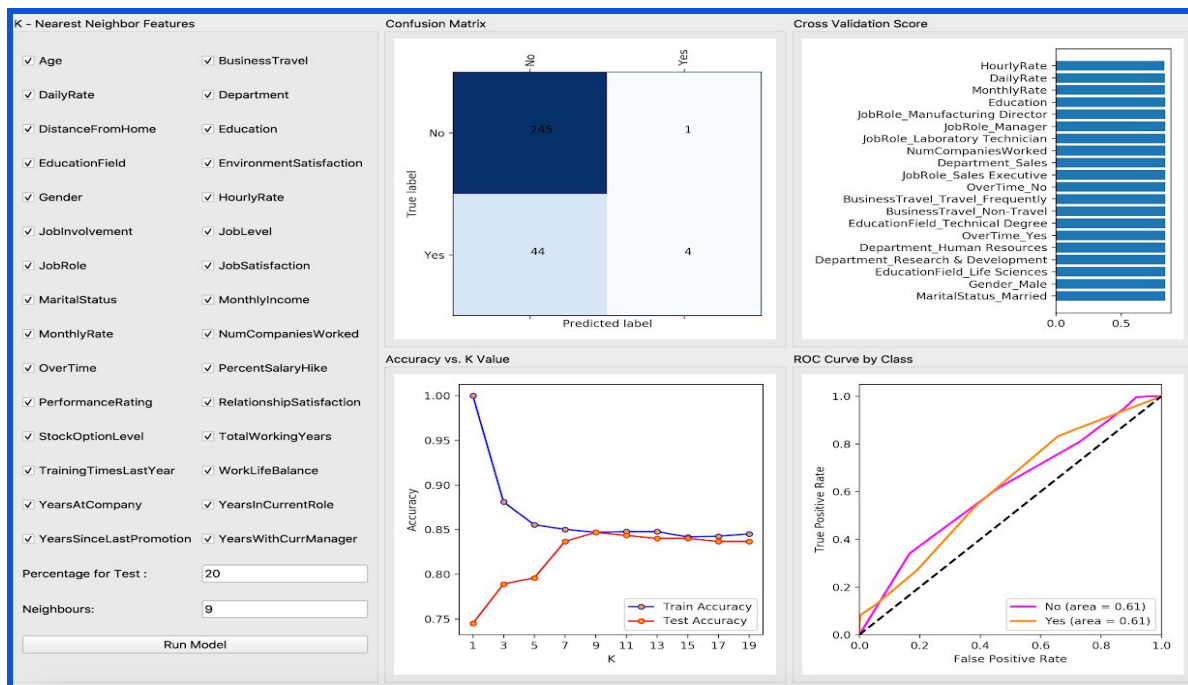 K - Nearest Neighbor Features
Age
BusinessTravel
DailyRate
Department
DistanceFromHome
Education
EducationField
EnvironmentSatisfaction
Gender
HourlyRate
JobInvolvement
JobLevel
JobRole
JobSatisfaction
MaritalStatus
MonthlyIncome
MonthlyRate
NumCompaniesWorked
OverTime
PercentSalaryHike
PerformanceRating
RelationshipSatisfaction
StockOptionLevel
TotalWorkingYears
TrainingTimesLastYear
WorkLifeBalance
YearsAtCompany
YearsInCurrentRole
YearsSinceLastPromotion
YearsWithCurrManager
Percentage for Test :
20
Neighbours:
9
Run Model
Confusion Matrix
No
Yes
No
245
1
Yes
44
4
True label
Predicted label
Cross Validation Score
HourlyRate
DailyRate
MonthlyRate
Education
JobRole_Manufacturing Director
JobRole_Manager
JobRole_Laboratory Technician
NumCompaniesWorked
Department_Sales
JobRole_Sales Executive
OverTime_No
BusinessTravel_Travel_Frequently
BusinessTravel_Non-Travel
EducationField_Technical Degree
OverTime_Yes
Department_Human Resources
Department_Research & Development
EducationField_Life Sciences
Gender_Male
MaritalStatus_Married
0.0 0.5
Accuracy vs. K Value
1.00
0.95
0.90
0.85
0.80
0.75
Accuracy
Train Accuracy
Test Accuracy
1 3 5 7 9 11 13 15 17 19
K
ROC Curve by Class
1.0
0.8
0.6
0.4
0.2
0.0
True Positive Rate
No (area = 0.61)
Yes (area = 0.61)
0.0 0.2 0.4 0.6 0.8 1.0
False Positive Rate